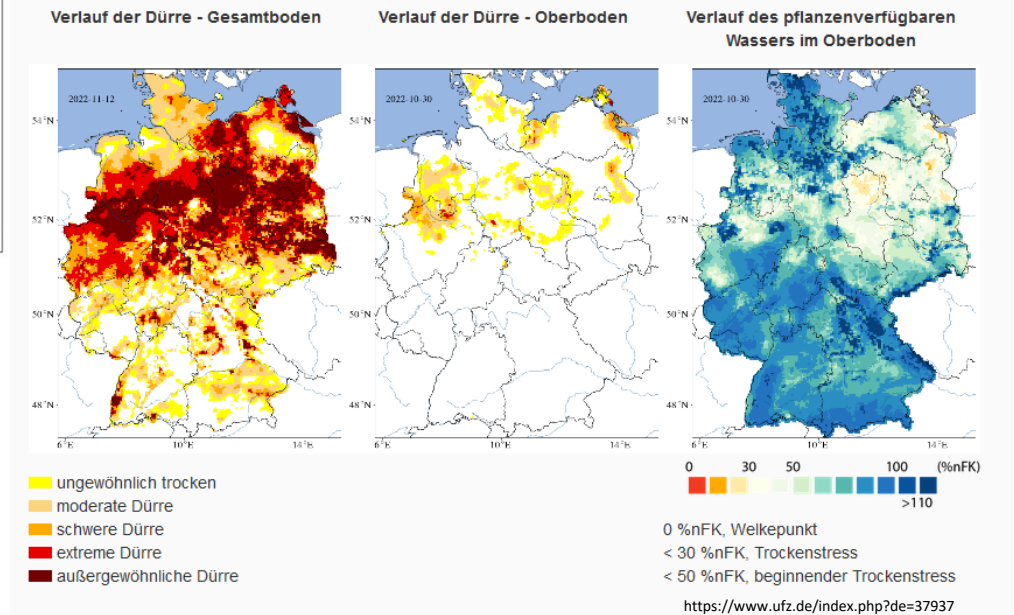 Verlauf der Dürre - Gesamtboden
Verlauf der Dürre - Oberboden
Verlauf des pflanzenverfügbaren
Wassers im Oberboden
2022-11-12
54°N
52°N
50°N
48°N
6°E
10°E
14°E
2022-10-30
54°N
52°N
50°N
48°N
6°E
10°E
14°E
2022-10-30
54°N
52°N
50°N
48°N
6°E
10°E
14°E
ungewöhnlich trocken
moderate Dürre
schwere Dürre
extreme Dürre
außergewöhnliche Dürre
0 30 50 100 (%nFK)
>110
0 %nFK, Welkepunkt
< 30 %nFK, Trockenstress
< 50 %nFK, beginnender Trockenstress
https://www.ufz.de/index.php?de=37937